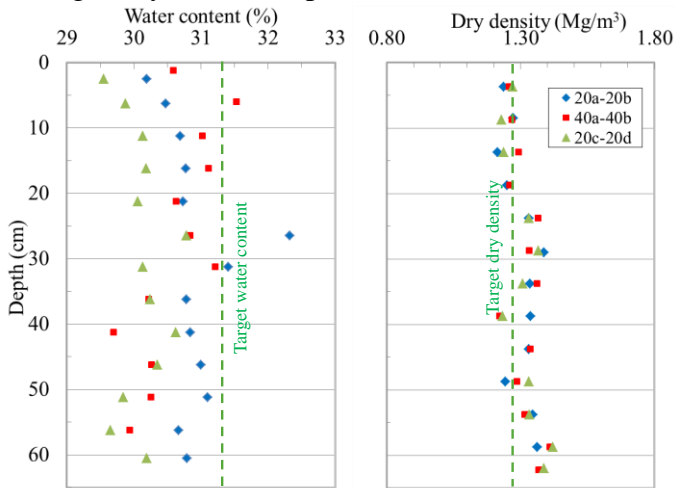 Water content (%)
29 30 31 32 33
0
10
20
30
40
50
60
Depth (cm)
Target water content
Dry density (Mg/m³)
0.80 1.30 1.80
20a-20b
40a-40b
20c-20d
Target dry density